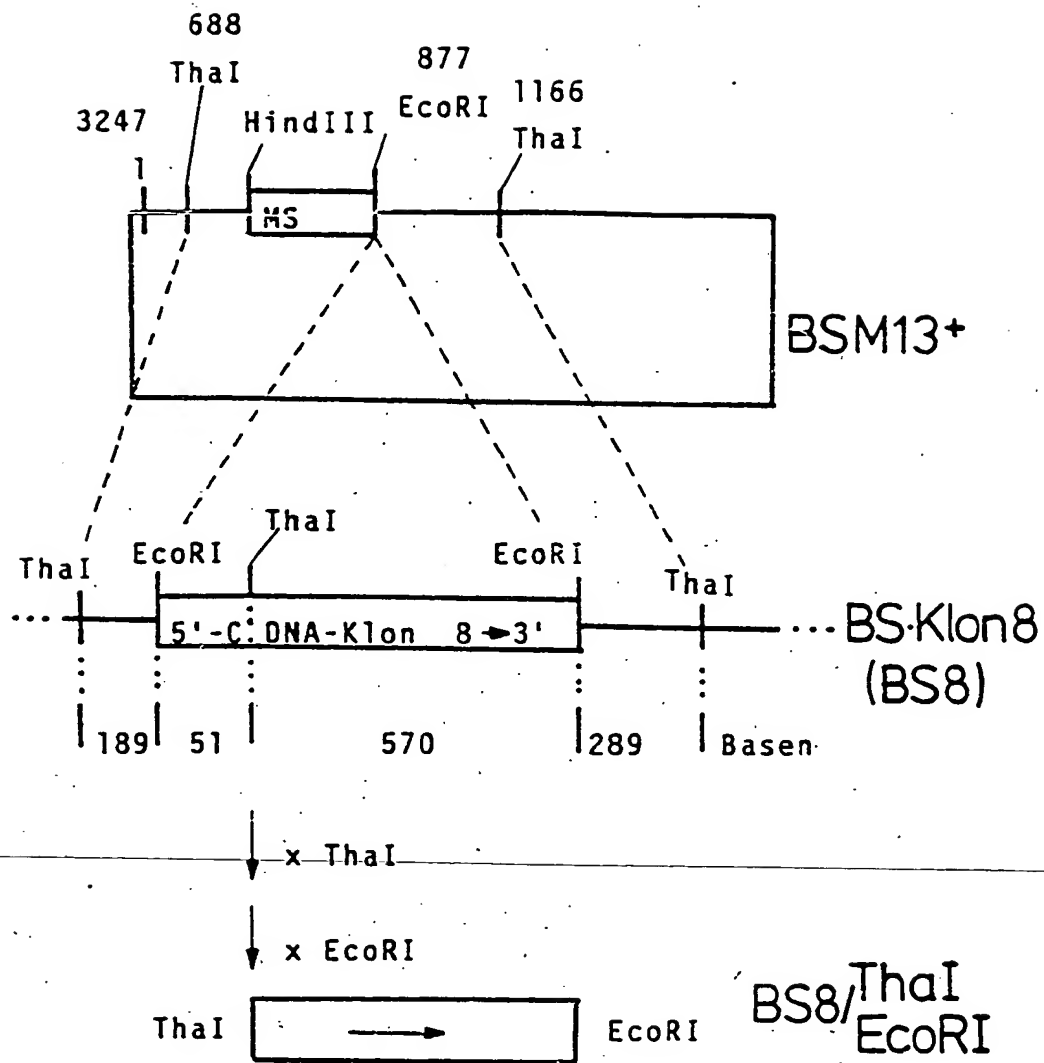 688
ThaI
877
EcoRI
1166
ThaI
3247
1
HindIII
MS
BSM13+
ThaI
EcoRI
ThaI
EcoRI
ThaI
5'-C DNA-Klon 8→3'
... BS·Klon8
(BS8)
189 51 570 289 Basen
x ThaI
x EcoRI
ThaI → EcoRI
BS8/ThaI
EcoRI